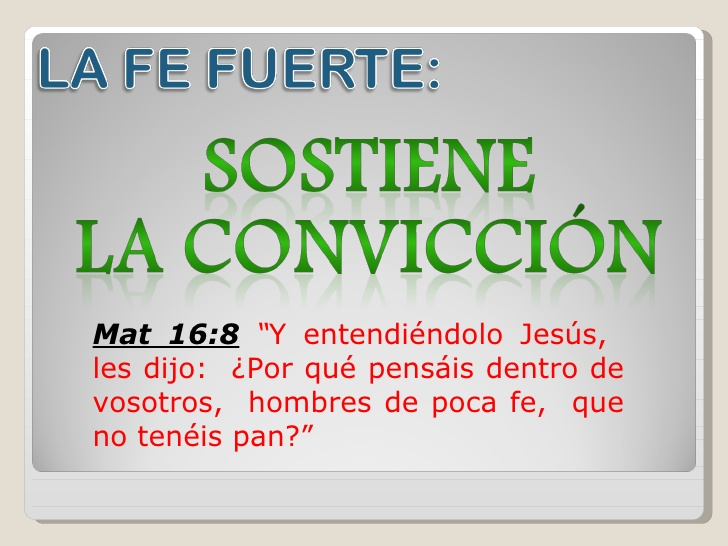 LA FE FUERTE:
SOSTIENE
LA CONVICCIÓN
Mat 16:8 “Y entendiéndolo Jesús,
les dijo: ¿Por qué pensáis dentro de
vosotros, hombres de poca fe, que
no tenéis pan?”